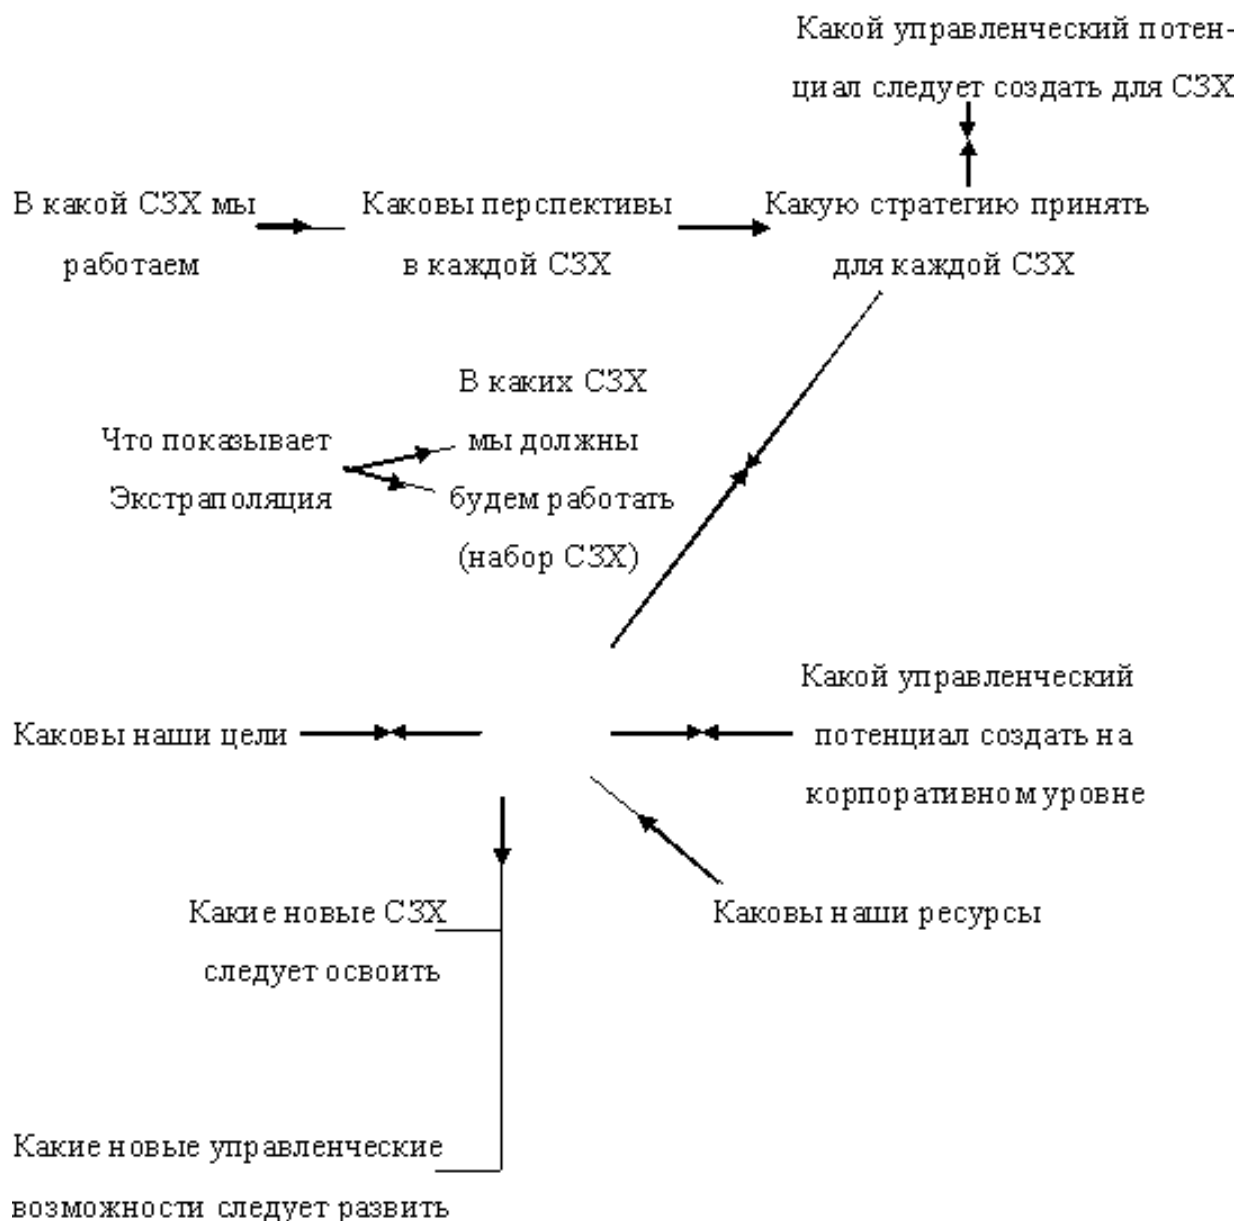 Какой управленческий потен-
циал следует создать для СЗХ
В какой СЗХ мы
работаем
Каковы перспективы
в каждой СЗХ
Какую стратегию принять
для каждой СЗХ
Что показывает
Экстраполяция
В каких СЗХ
мы должны
будем работать
(набор СЗХ)
Каковы наши цели
Какой управленческий
потенциал создать на
корпоративном уровне
Какие новые СЗХ
следует освоить
Каковы наши ресурсы
Какие новые управленческие
возможности следует развить